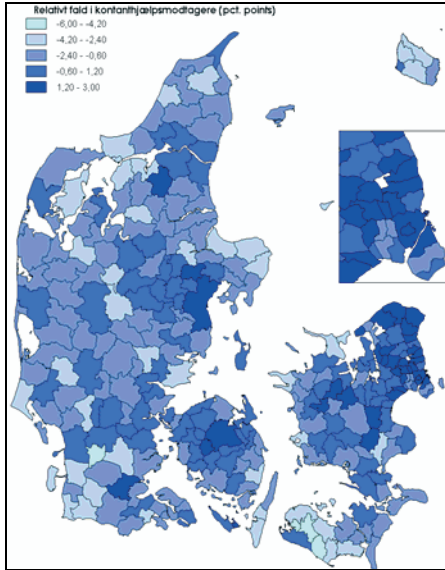 Relativt fald i kontanthjælpsmodtagere (pct. points)
-6,00 - -4,20
-4,20 - -2,40
-2,40 - -0,60
-0,60 - 1,20
1,20 - 3,00